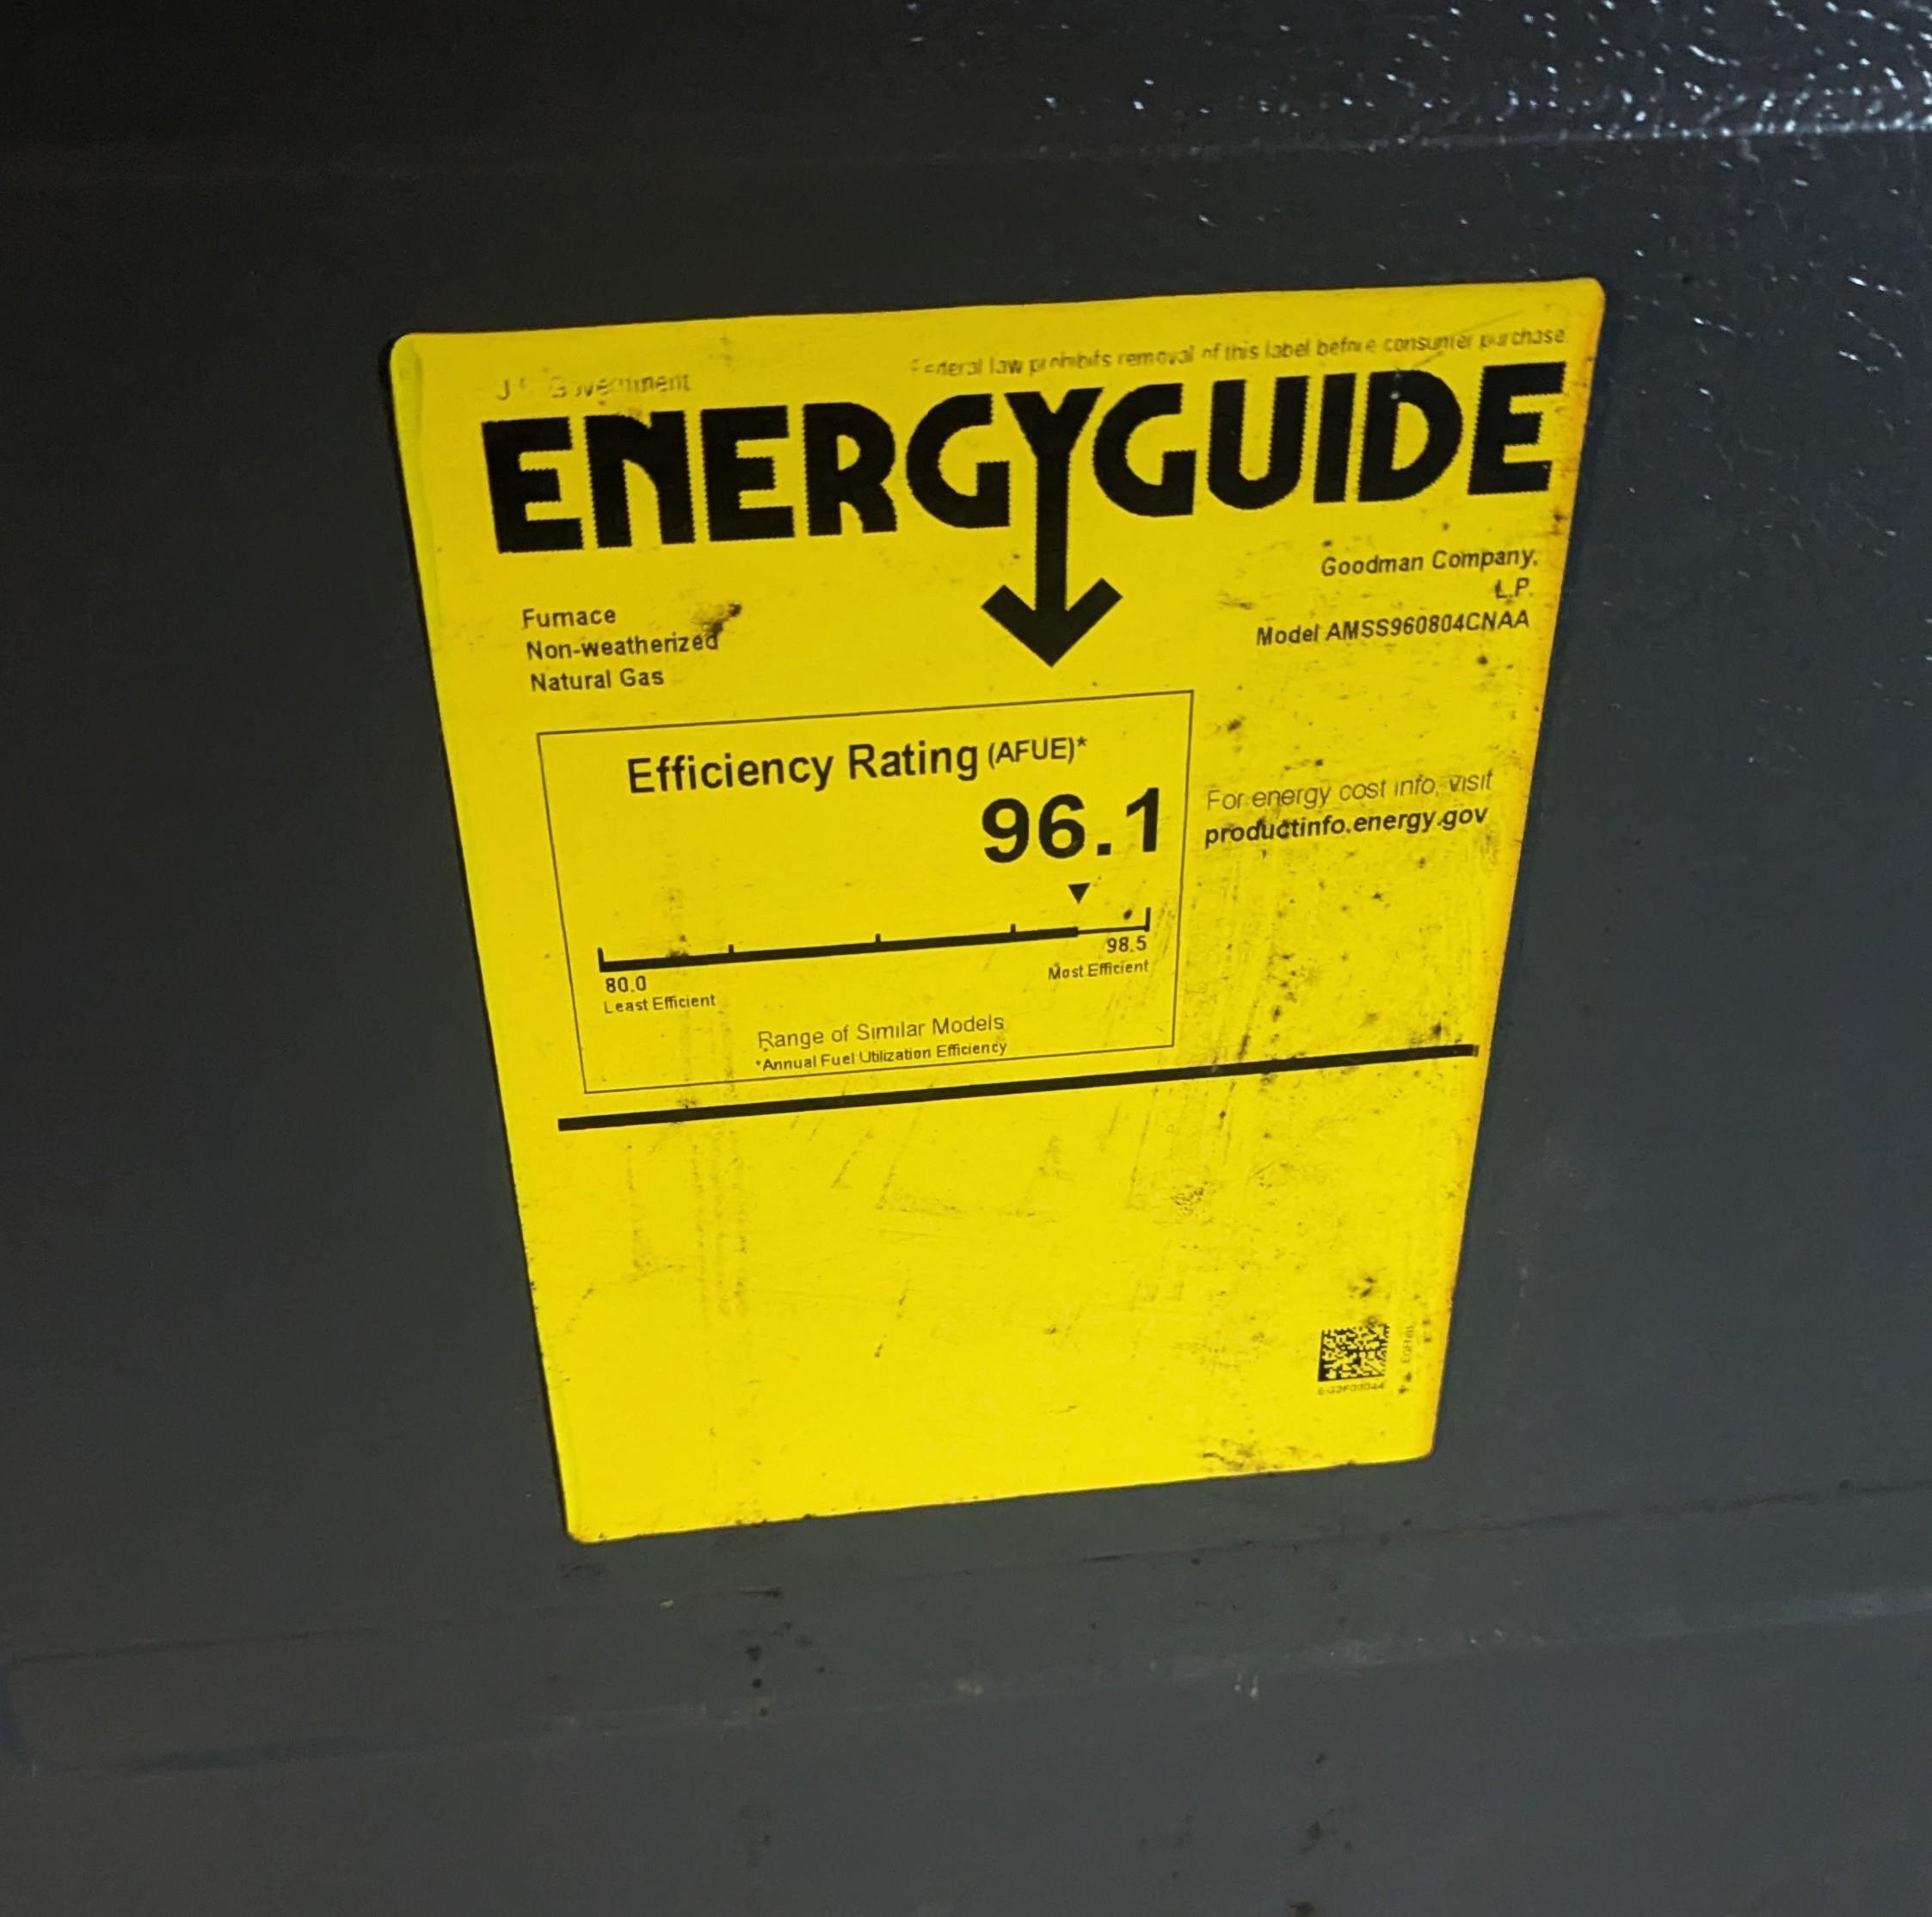 U.S. Government
Federal law prohibits removal of this label before consumer purchase
ENERGYGUIDE
Furnace
Non-weatherized
Natural Gas
Goodman Company,
L.P.
Model AMSS960804CNAA
Efficiency Rating (AFUE)*
96.1
80.0
Least Efficient
98.5
Most Efficient
Range of Similar Models
*Annual Fuel Utilization Efficiency
For energy cost info, visit
productinfo.energy.gov